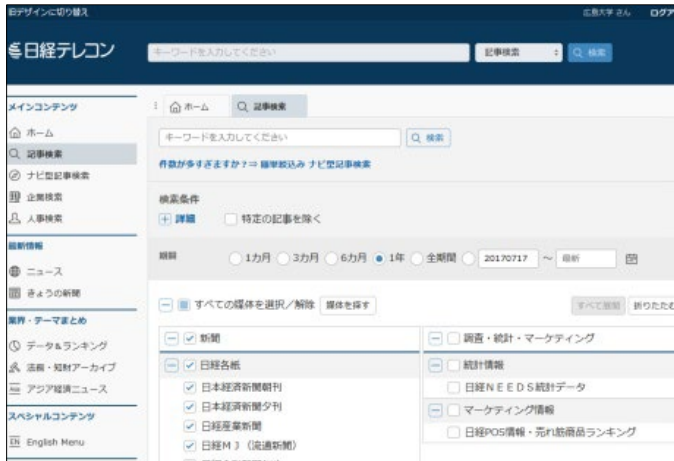 旧デザインに切り替え
広島大学 さん ログア
日経テレコン
キーワードを入力してください
記事検索
検索
メインコンテンツ
ホーム
記事検索
ナビ型記事検索
企業検索
人事検索
最新情報
ニュース
きょうの新聞
業界・テーマまとめ
データ&ランキング
法務・知財アーカイブ
アジア経済ニュース
スペシャルコンテンツ
EN English Menu
ホーム
記事検索
キーワードを入力してください
検索
件数が多すぎますか?⇒ 簡単絞込み ナビ型記事検索
検索条件
詳細 特定の記事を除く
期間 1カ月 3カ月 6カ月 1年 全期間 20170717 ~ 最新
すべての媒体を選択/解除 媒体を探す
すべて展開 折りたたむ
新聞
日経各紙
日本経済新聞朝刊
日本経済新聞夕刊
日経産業新聞
日経MJ(流通新聞)
調査・統計・マーケティング
統計情報
日経NEEDS統計データ
マーケティング情報
日経POS情報・売れ筋商品ランキング